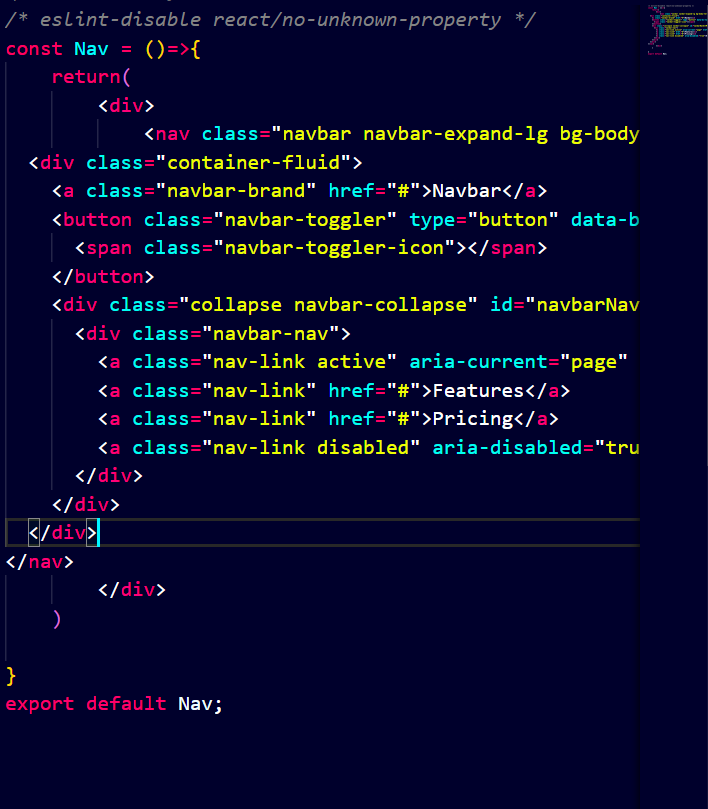 /* eslint-disable react/no-unknown-property */
const Nav = ()=>{
    return(
        <div>
            <nav class="navbar navbar-expand-lg bg-body
  <div class="container-fluid">
    <a class="navbar-brand" href="#">Navbar</a>
    <button class="navbar-toggler" type="button" data-b
      <span class="navbar-toggler-icon"></span>
    </button>
    <div class="collapse navbar-collapse" id="navbarNav
      <div class="navbar-nav">
        <a class="nav-link active" aria-current="page"
        <a class="nav-link" href="#">Features</a>
        <a class="nav-link" href="#">Pricing</a>
        <a class="nav-link disabled" aria-disabled="tru
      </div>
    </div>
  </div>
</nav>
        </div>
    )
}
export default Nav;